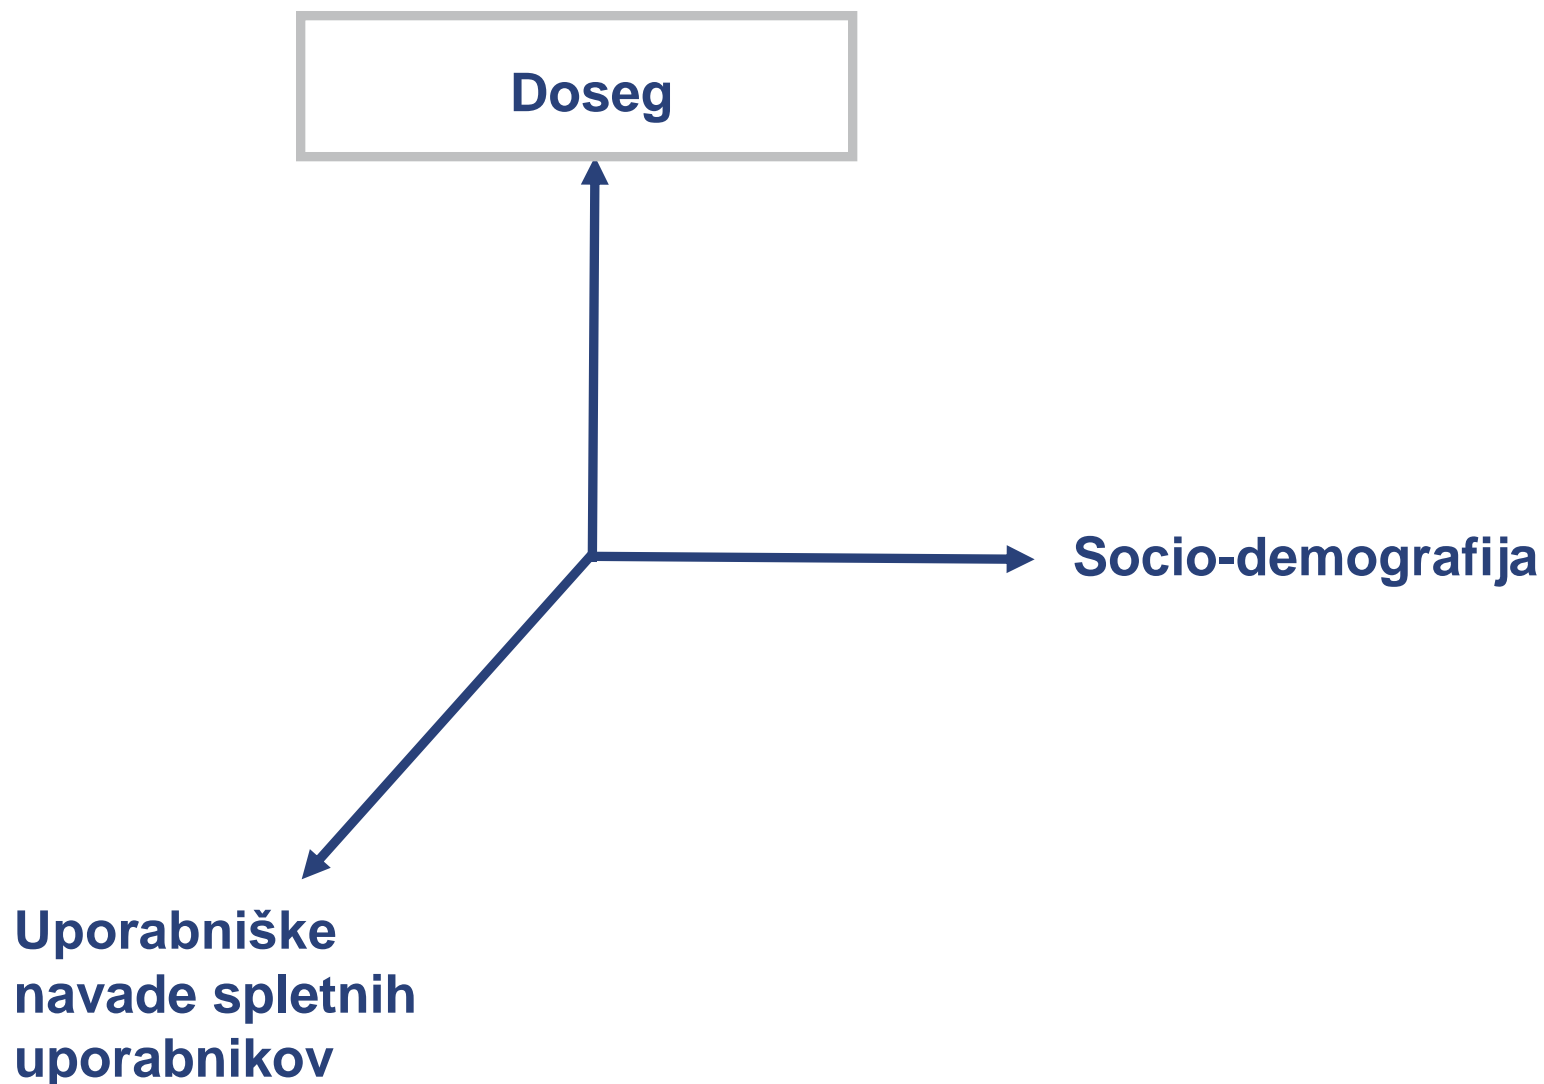 Doseg
Socio-demografija
Uporabniške
navade spletnih
uporabnikov